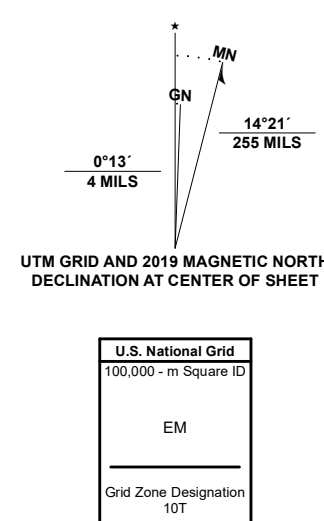 ★
MN
GN
14°21´
255 MILS
0°13´
4 MILS
UTM GRID AND 2019 MAGNETIC NORTH
DECLINATION AT CENTER OF SHEET
U.S. National Grid
100,000 - m Square ID
EM
Grid Zone Designation
10T